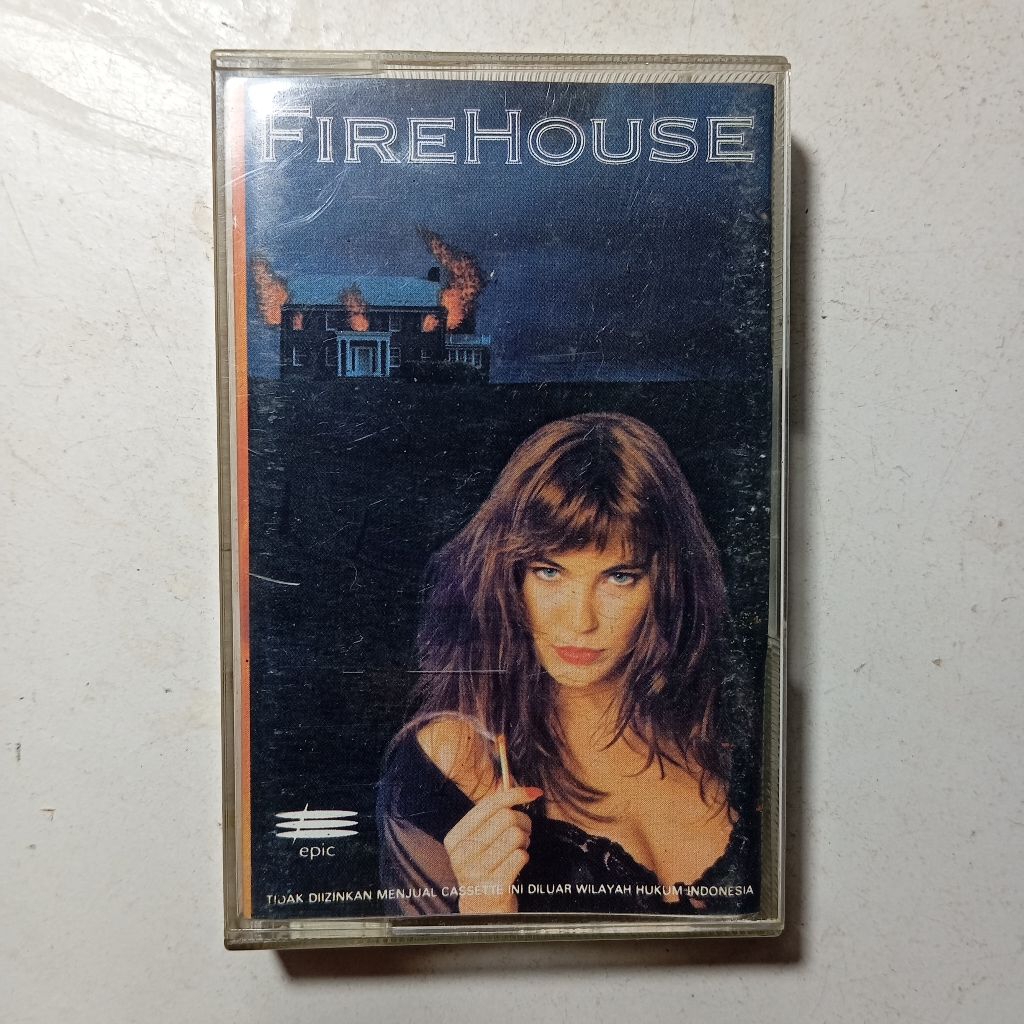 FIREHOUSE
epic
TIDAK DIIZINKAN MENJUAL CASSETTE INI DILUAR WILAYAH HUKUM INDONESIA